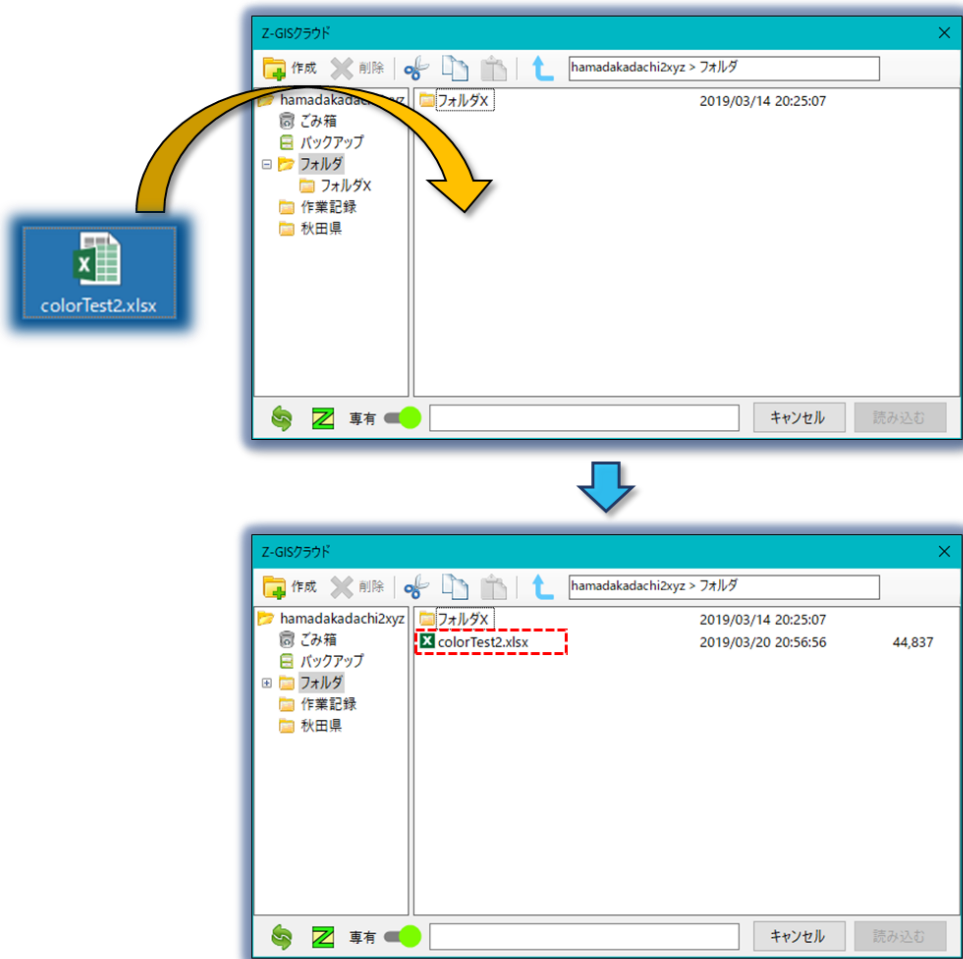 Z-GISクラウド
作成 削除 hamadakadachi2xyz > フォルダ
hamadakadachi2xyz フォルダX 2019/03/14 20:25:07
ごみ箱
バックアップ
フォルダ
フォルダX
作業記録
秋田県
colorTest2.xlsx
専有 キャンセル 読み込む
Z-GISクラウド
作成 削除 hamadakadachi2xyz > フォルダ
hamadakadachi2xyz フォルダX 2019/03/14 20:25:07
ごみ箱 colorTest2.xlsx 2019/03/20 20:56:56 44,837
バックアップ
フォルダ
作業記録
秋田県
専有 キャンセル 読み込む